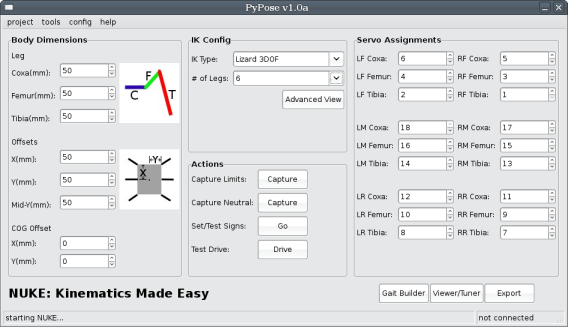 PyPose v1.0a
project tools config help
Body Dimensions
Leg
Coxa(mm): 50
Femur(mm): 50
Tibia(mm): 50
C F T
Offsets
X(mm): 50
Y(mm): 50
Mid-Y(mm): 50
|-Y-|
X
COG Offset
X(mm): 0
Y(mm): 0
IK Config
IK Type: Lizard 3DOF
# of Legs: 6
Advanced View
Actions
Capture Limits: Capture
Capture Neutral: Capture
Set/Test Signs: Go
Test Drive: Drive
Servo Assignments
LF Coxa: 6 RF Coxa: 5
LF Femur: 4 RF Femur: 3
LF Tibia: 2 RF Tibia: 1
LM Coxa: 18 RM Coxa: 17
LM Femur: 16 RM Femur: 15
LM Tibia: 14 RM Tibia: 13
LR Coxa: 12 RR Coxa: 11
LR Femur: 10 RR Femur: 9
LR Tibia: 8 RR Tibia: 7
NUKE: Kinematics Made Easy
Gait Builder Viewer/Tuner Export
starting NUKE... not connected